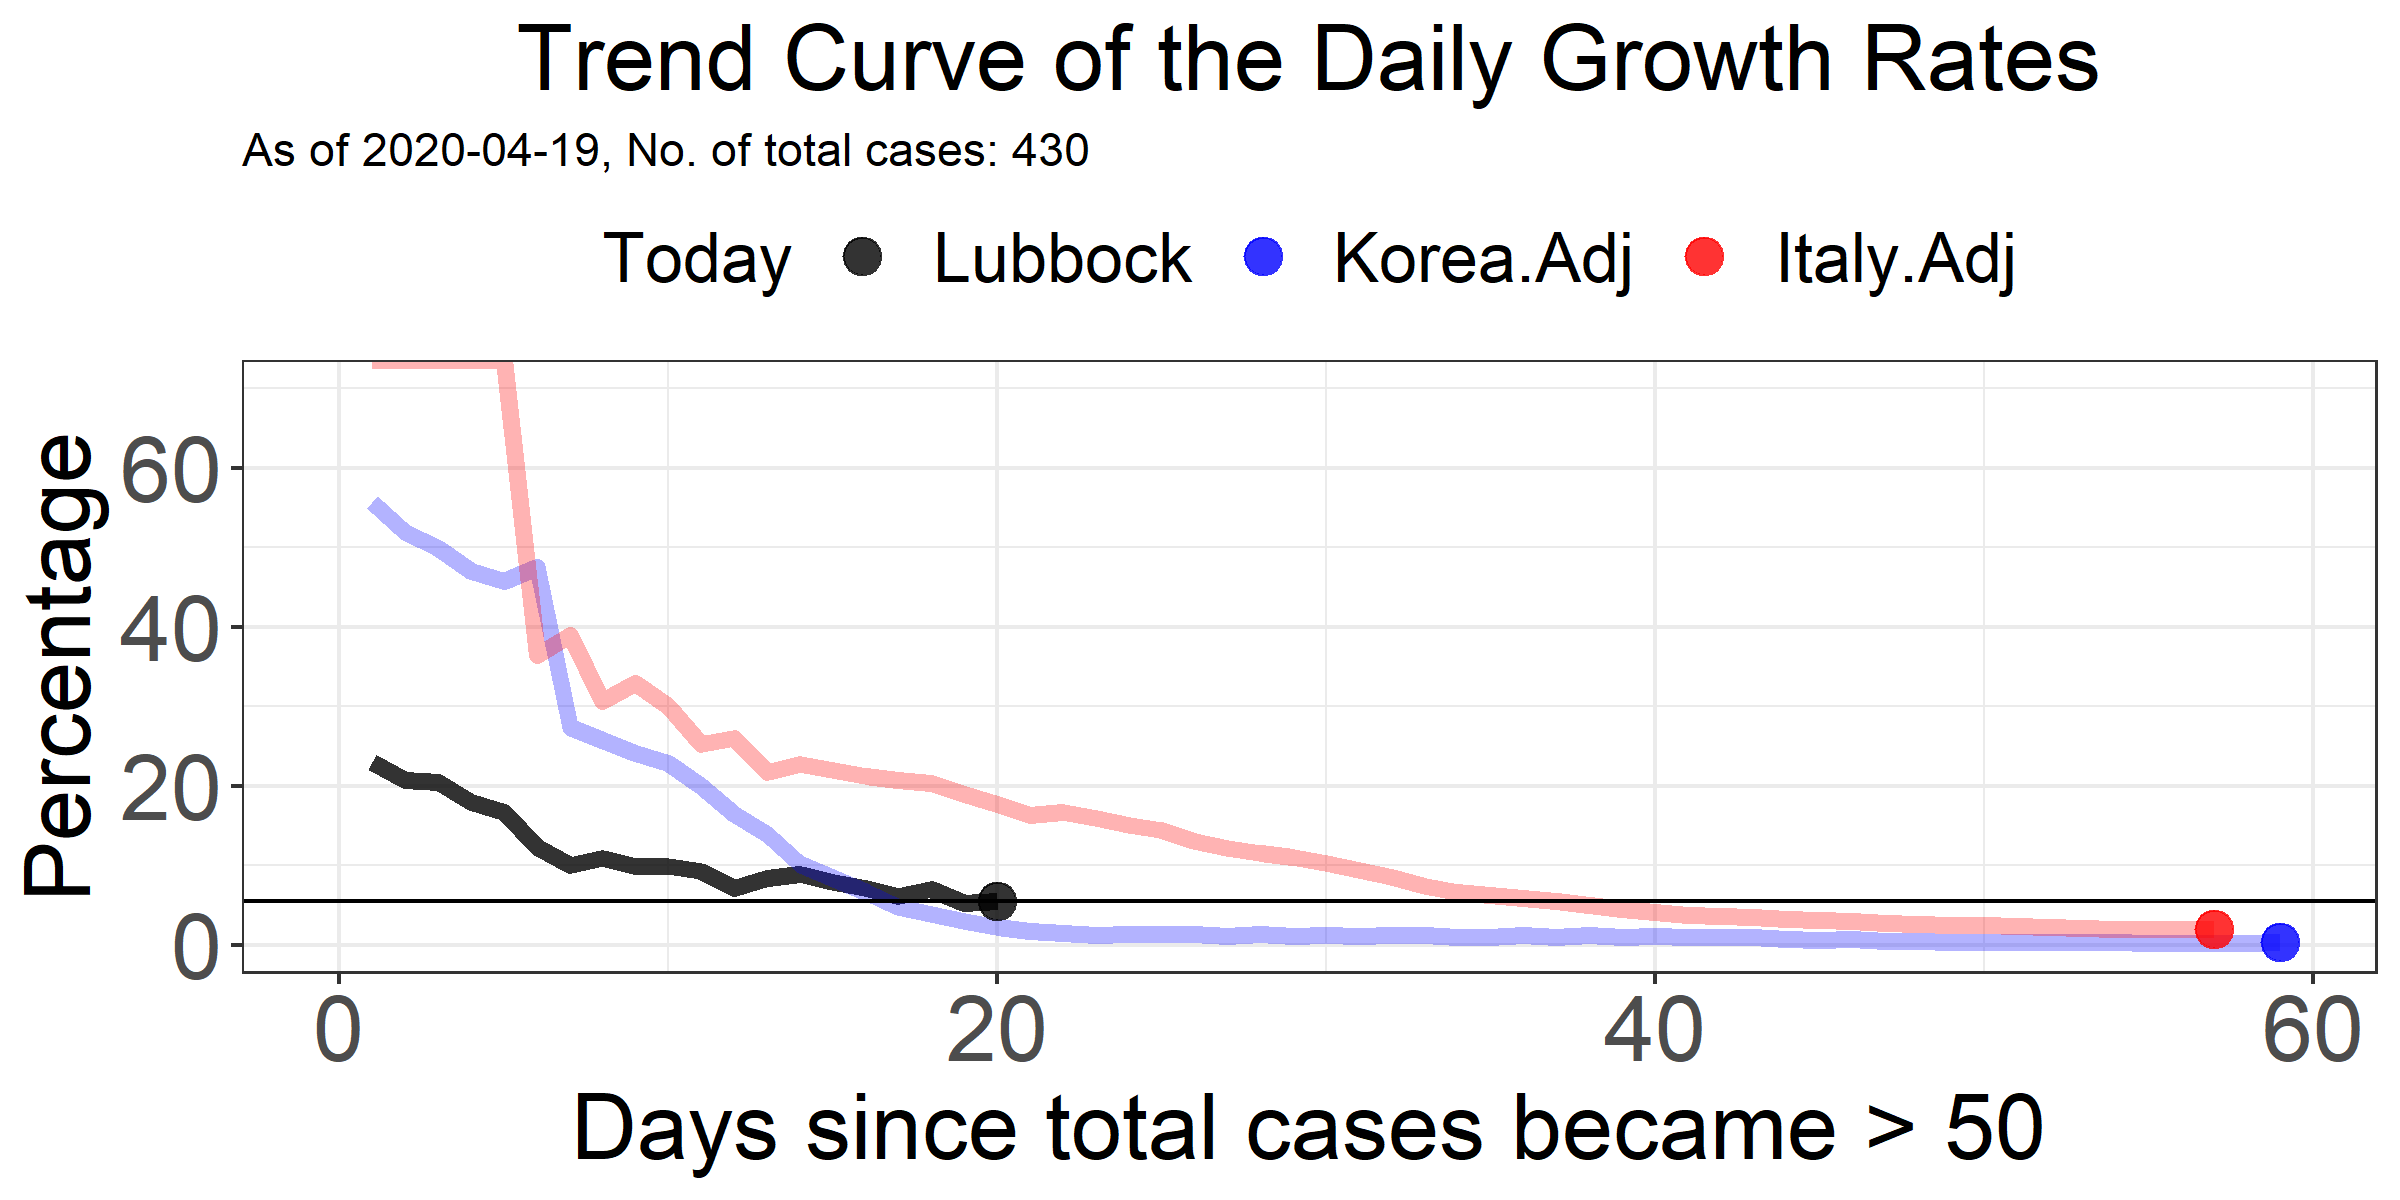 Trend Curve of the Daily Growth Rates
As of 2020-04-19, No. of total cases: 430
Today Lubbock Korea.Adj Italy.Adj
Percentage
60
40
20
0
0 20 40 60
Days since total cases became > 50